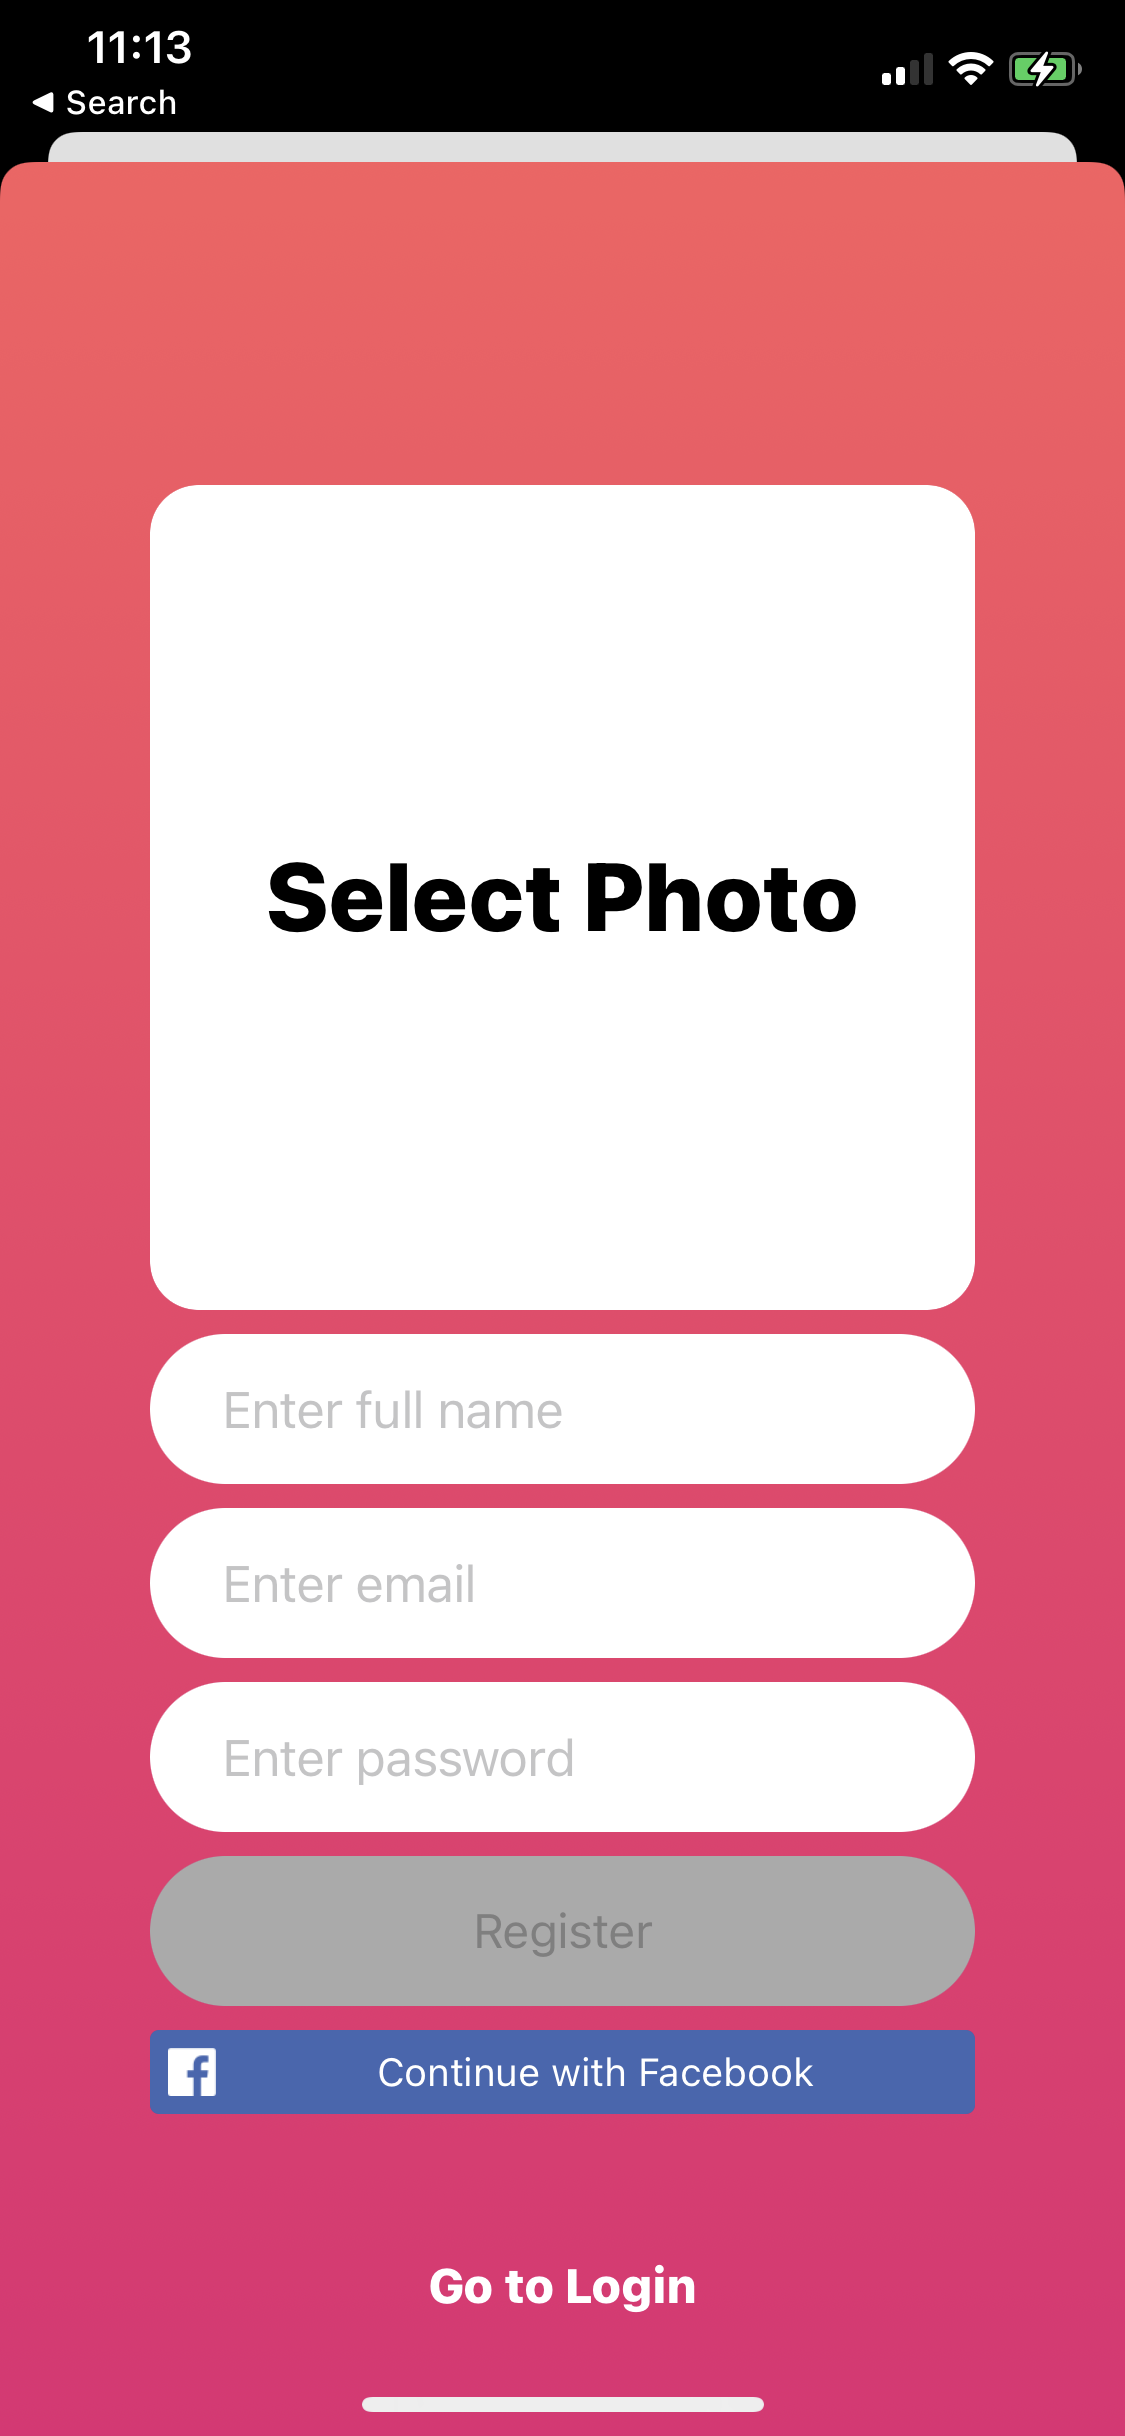 11:13
Search
Select Photo
Enter full name
Enter email
Enter password
Register
Continue with Facebook
Go to Login